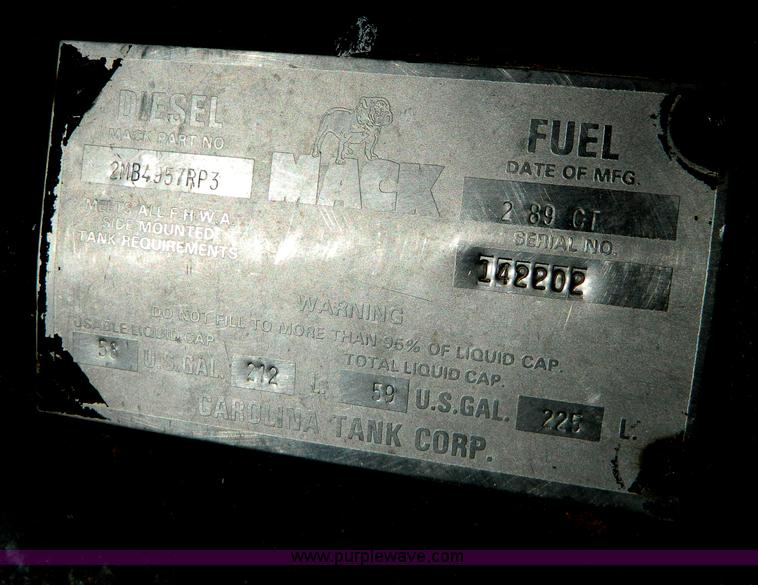 DIESEL
MACK PART NO
2MB4957RP3
MEETS ALL F.H.W.A.
SIDE MOUNTED
TANK REQUIREMENTS
MACK
FUEL
DATE OF MFG.
2 89 CT
SERIAL NO.
142202
WARNING
DO NOT FILL TO MORE THAN 95% OF LIQUID CAP.
USABLE LIQUID CAP.
TOTAL LIQUID CAP.
U.S.GAL. 212 L. 59 U.S.GAL. 225 L.
CAROLINA TANK CORP.
www.purplewave.com